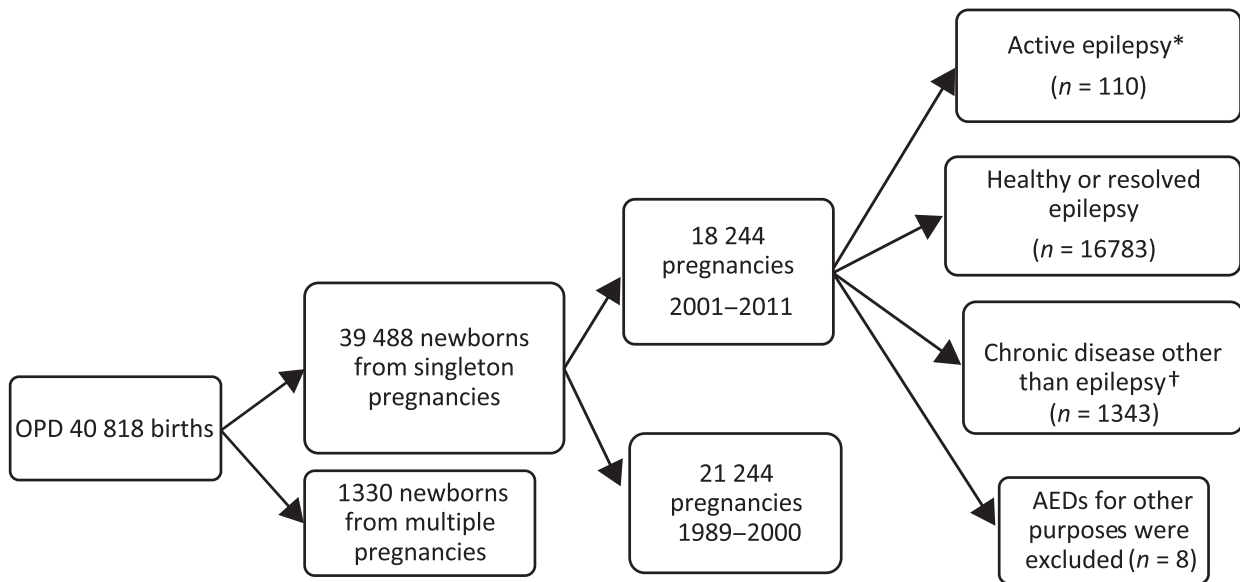 OPD 40 818 births
39 488 newborns
from singleton
pregnancies
1330 newborns
from multiple
pregnancies
18 244
pregnancies
2001–2011
21 244
pregnancies
1989–2000
Active epilepsy*
(n = 110)
Healthy or resolved
epilepsy
(n = 16783)
Chronic disease other
than epilepsy†
(n = 1343)
AEDs for other
purposes were
excluded (n = 8)